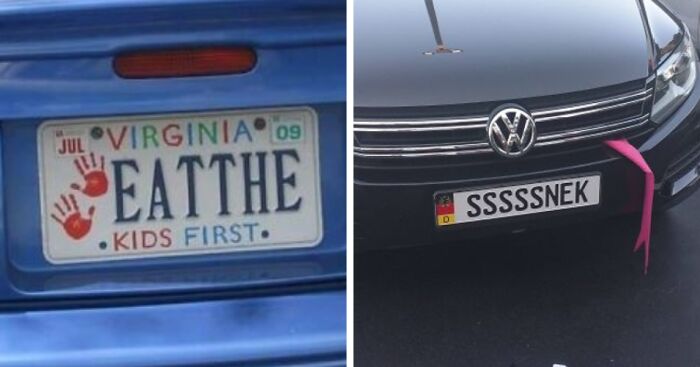 VIRGINIA
JUL
09
EATTHE
KIDS FIRST
D
SSSSSNEK